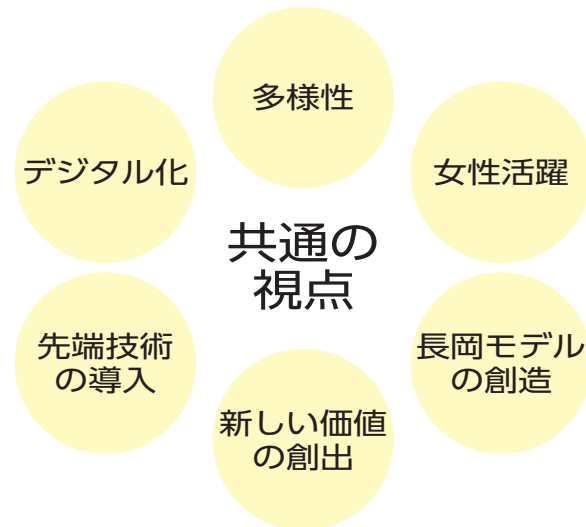 多様性
デジタル化
女性活躍
共通の
視点
先端技術
の導入
長岡モデル
の創造
新しい価値
の創出